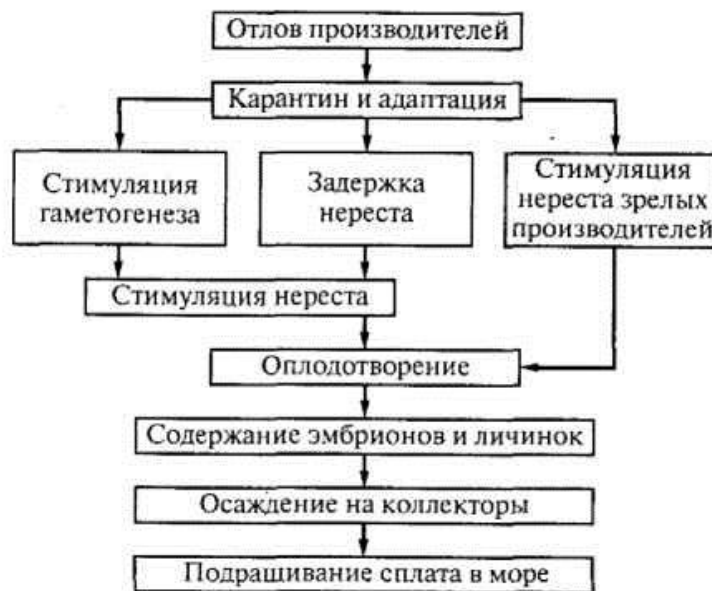 Отлов производителей
Карантин и адаптация
Стимуляция
гаметогенеза
Задержка
нереста
Стимуляция
нереста зрелых
производителей
Стимуляция нереста
Оплодотворение
Содержание эмбрионов и личинок
Осаждение на коллекторы
Подращивание сплата в море